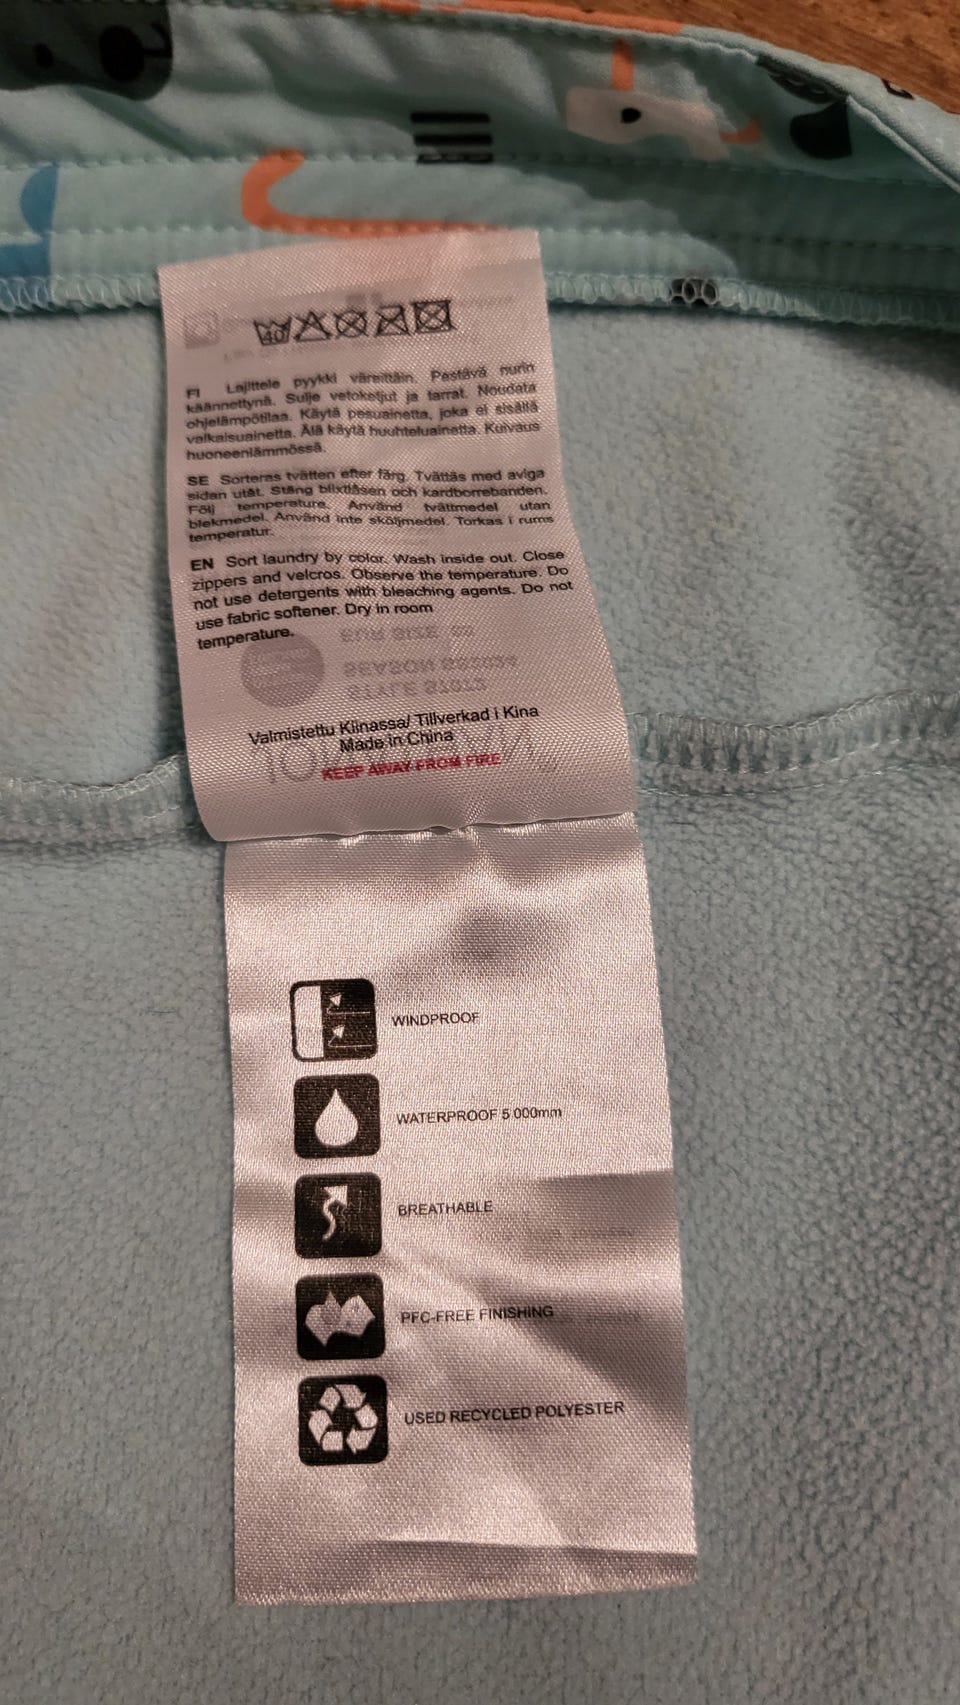 40
FI Lajittele pyykki väreittäin. Pestävä nurin
käännettynä. Sulje vetoketjut ja tarrat. Noudata
ohjelämpötilaa. Käytä pesuainetta, joka ei sisällä
valkaisuainetta. Älä käytä huuhteluainetta. Kuivaus
huoneenlämmössä.
SE Sorteras tvätten efter färg. Tvättas med aviga
sidan utåt. Stäng blixtlåsen och kardborrebanden.
Följ temperature. Använd tvättmedel utan
blekmedel. Använd inte sköljmedel. Torkas i rums
temperatur.
EN Sort laundry by color. Wash inside out. Close
zippers and velcros. Observe the temperature. Do
not use detergents with bleaching agents. Do not
use fabric softener. Dry in room
temperature.
Valmistettu Kiinassa/ Tillverkad i Kina
Made in China
KEEP AWAY FROM FIRE
WINDPROOF
WATERPROOF 5 000mm
BREATHABLE
PFC-FREE FINISHING
USED RECYCLED POLYESTER